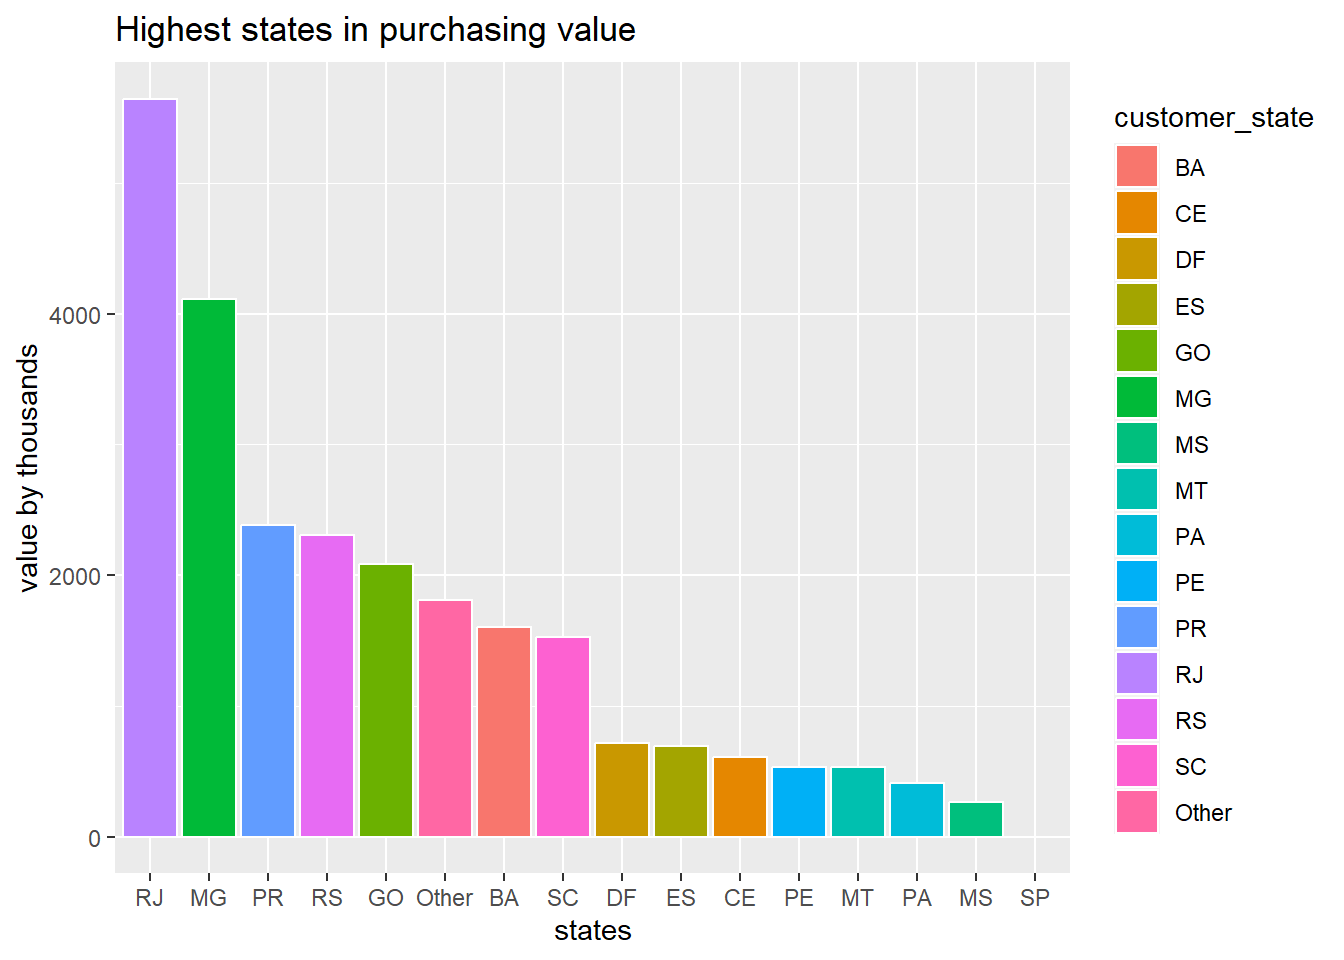 Highest states in purchasing value
value by thousands
4000
2000
0
RJ MG PR RS GO Other BA SC DF ES CE PE MT PA MS SP
states
customer_state
BA
CE
DF
ES
GO
MG
MS
MT
PA
PE
PR
RJ
RS
SC
Other